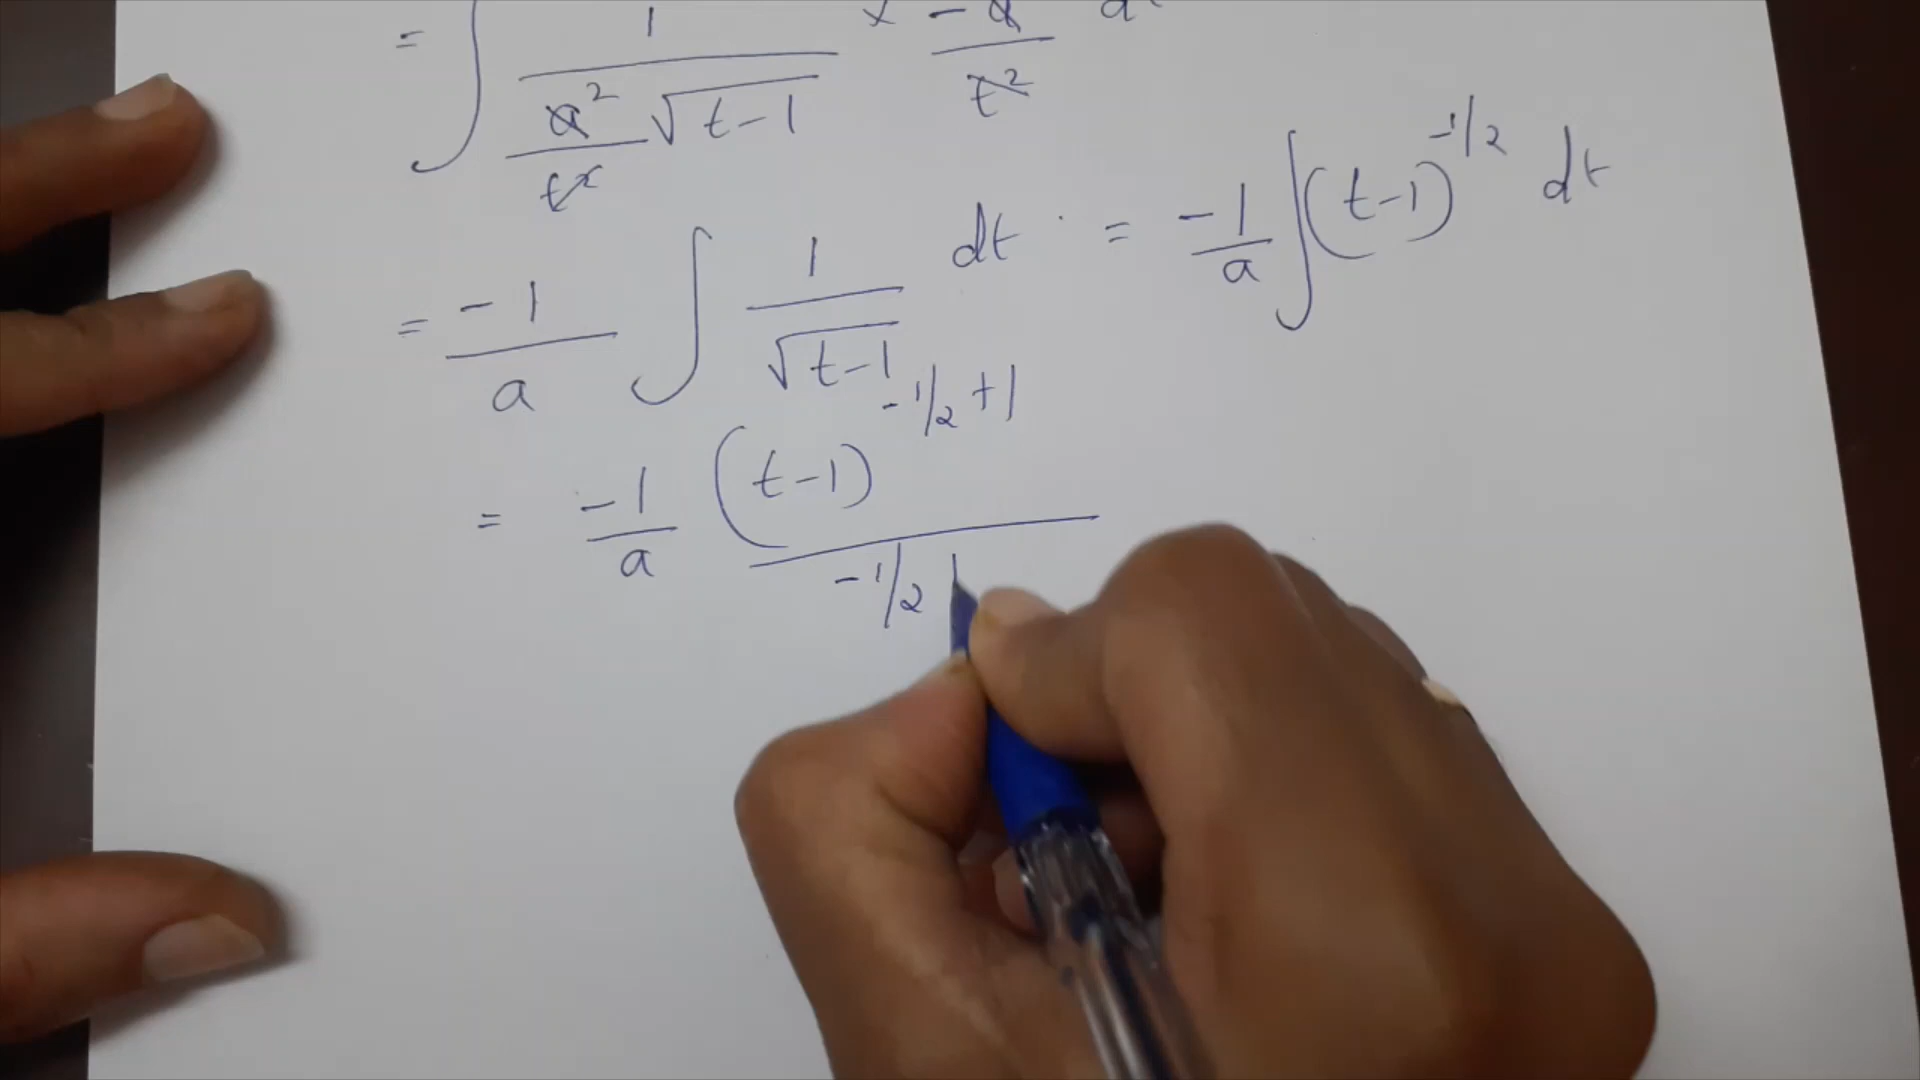 = ∫ 1 / (a² / t² √(t-1)) × -a / t²
= -1/a ∫ 1/√(t-1) dt = -1/a ∫ (t-1)^(-1/2) dt
= -1/a (t-1)^(-1/2 +1) / -1/2